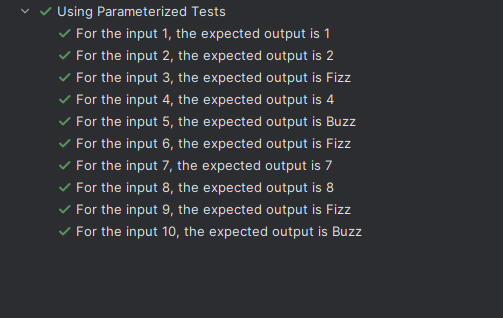 Using Parameterized Tests
For the input 1, the expected output is 1
For the input 2, the expected output is 2
For the input 3, the expected output is Fizz
For the input 4, the expected output is 4
For the input 5, the expected output is Buzz
For the input 6, the expected output is Fizz
For the input 7, the expected output is 7
For the input 8, the expected output is 8
For the input 9, the expected output is Fizz
For the input 10, the expected output is Buzz